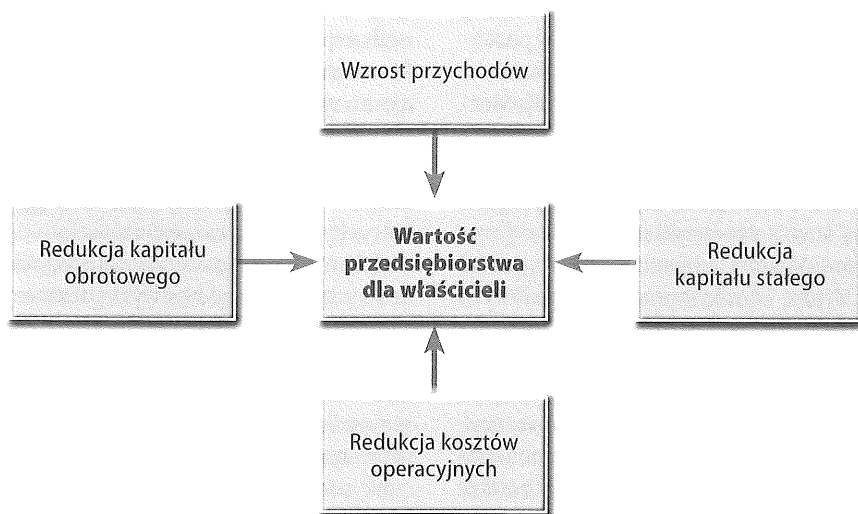 Wzrost przychodów
Redukcja kapitału
obrotowego
Wartość
przedsiębiorstwa
dla właścicieli
Redukcja
kapitału stałego
Redukcja kosztów
operacyjnych